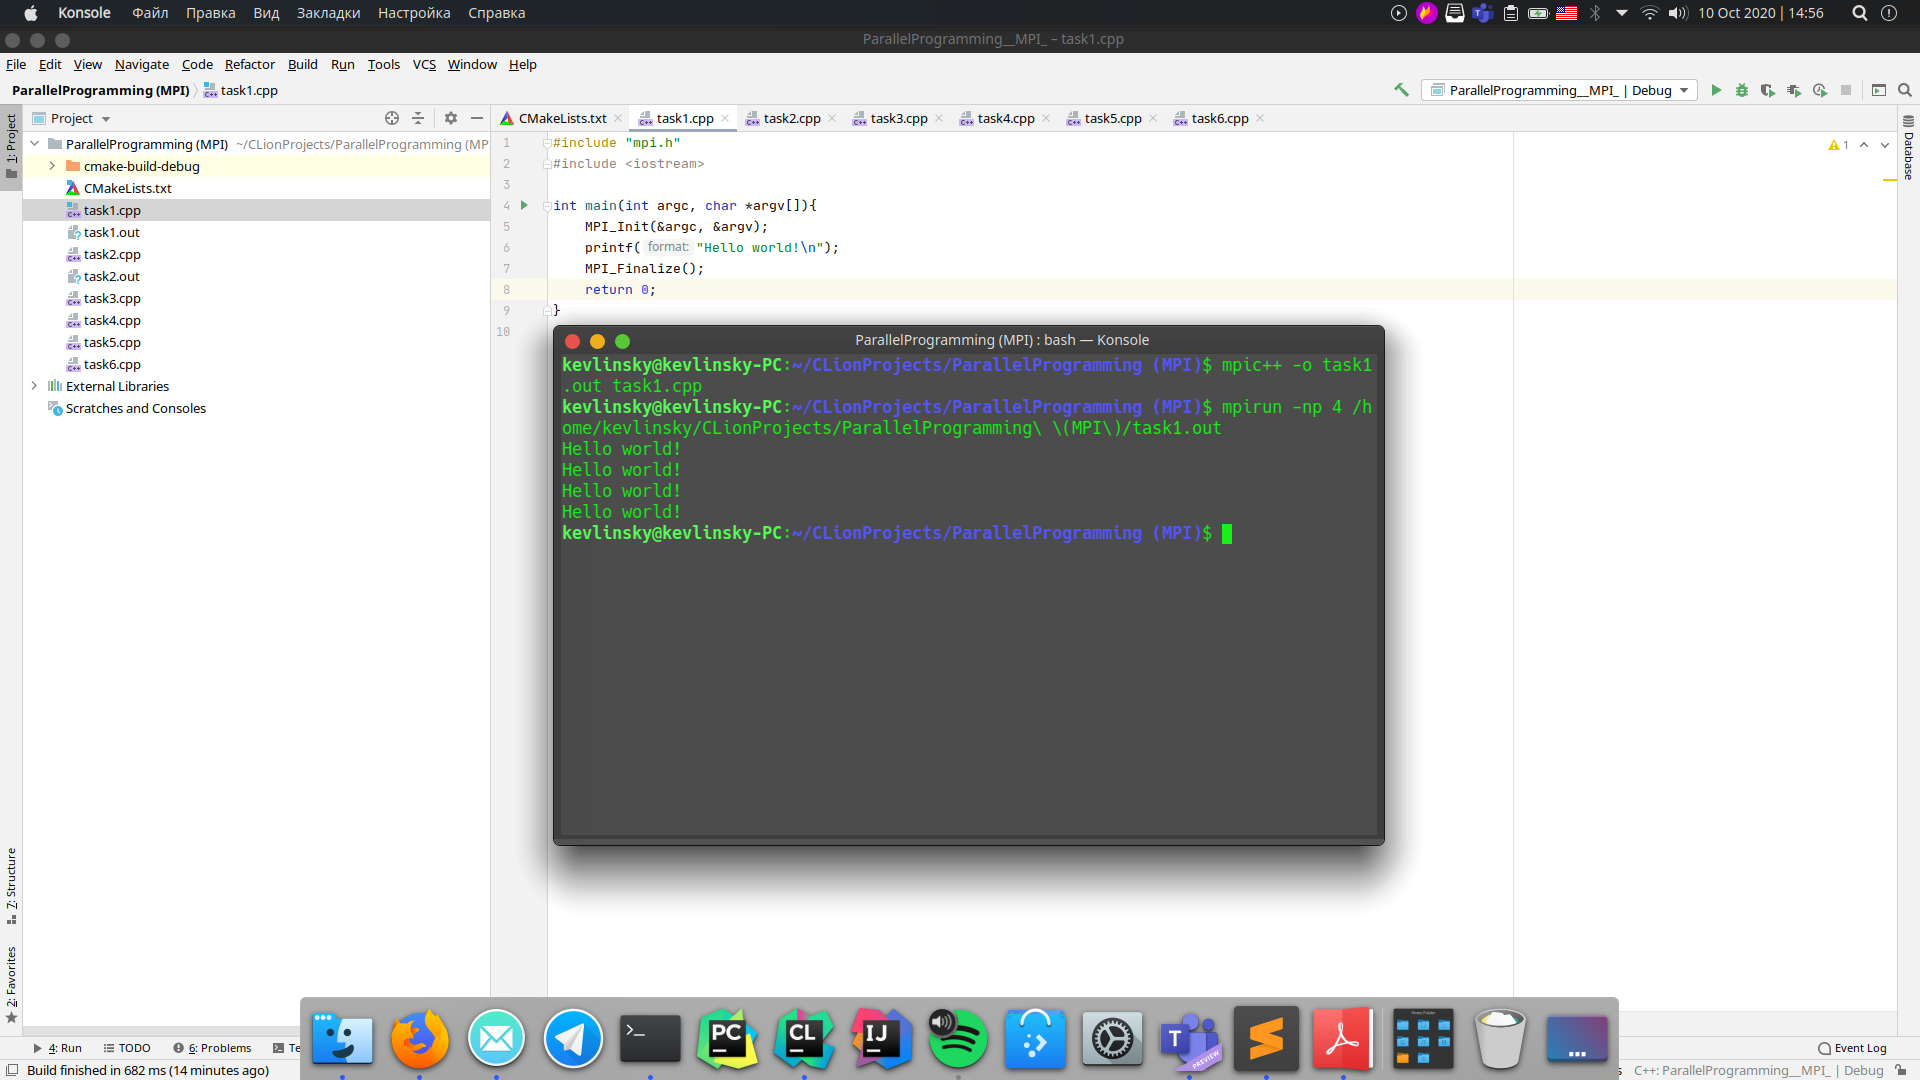 Konsole Файл Правка Вид Закладки Настройка Справка 10 Oct 2020 | 14:56
ParallelProgramming__MPI_ – task1.cpp
File Edit View Navigate Code Refactor Build Run Tools VCS Window Help
ParallelProgramming (MPI) task1.cpp ParallelProgramming__MPI_ | Debug
1: Project
Project
CMakeLists.txt task1.cpp task2.cpp task3.cpp task4.cpp task5.cpp task6.cpp
ParallelProgramming (MPI) ~/CLionProjects/ParallelProgramming (MP
cmake-build-debug
CMakeLists.txt
task1.cpp
task1.out
task2.cpp
task2.out
task3.cpp
task4.cpp
task5.cpp
task6.cpp
External Libraries
Scratches and Consoles
1 #include "mpi.h"
2 #include <iostream>
3
4 int main(int argc, char *argv[]){
5 MPI_Init(&argc, &argv);
6 printf( format: "Hello world!\n");
7 MPI_Finalize();
8 return 0;
9 }
10
1
Database
ParallelProgramming (MPI) : bash — Konsole
kevlinsky@kevlinsky-PC:~/CLionProjects/ParallelProgramming (MPI)$ mpic++ -o task1
.out task1.cpp
kevlinsky@kevlinsky-PC:~/CLionProjects/ParallelProgramming (MPI)$ mpirun -np 4 /h
ome/kevlinsky/CLionProjects/ParallelProgramming\ \(MPI\)/task1.out
Hello world!
Hello world!
Hello world!
Hello world!
kevlinsky@kevlinsky-PC:~/CLionProjects/ParallelProgramming (MPI)$
7: Structure
2: Favorites
>_ PC CL IJ T PREVIEW Home Folder ...
4: Run TODO 6: Problems Te Event Log
Build finished in 682 ms (14 minutes ago) s C++: ParallelProgramming__MPI_ | Debug